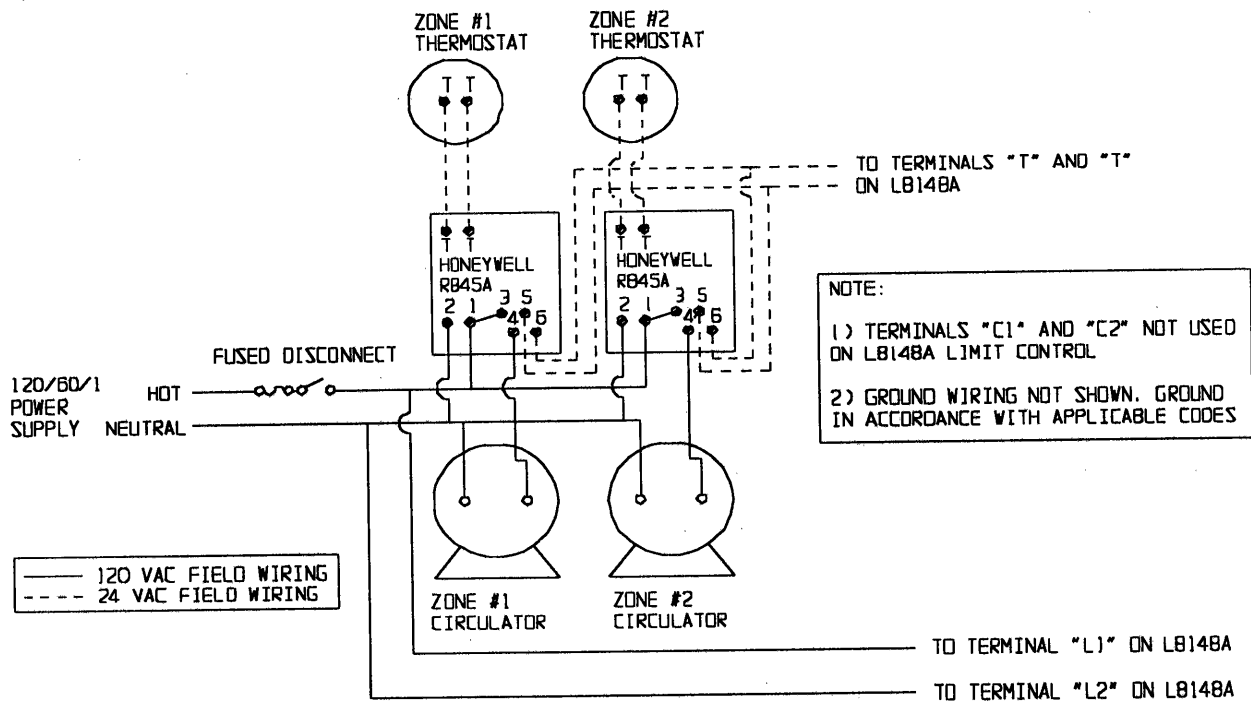 ZONE #1
THERMOSTAT
ZONE #2
THERMOSTAT
T T
T T
TO TERMINALS "T" AND "T"
ON L8148A
T T
HONEYWELL
R845A
2 1 3 5
4 6
T T
HONEYWELL
R845A
2 1 3 5
4 6
NOTE:
1) TERMINALS "C1" AND "C2" NOT USED
ON L8148A LIMIT CONTROL
2) GROUND WIRING NOT SHOWN. GROUND
IN ACCORDANCE WITH APPLICABLE CODES
FUSED DISCONNECT
120/60/1
POWER
SUPPLY
HOT
NEUTRAL
120 VAC FIELD WIRING
24 VAC FIELD WIRING
ZONE #1
CIRCULATOR
ZONE #2
CIRCULATOR
TO TERMINAL "L1" ON L8148A
TO TERMINAL "L2" ON L8148A